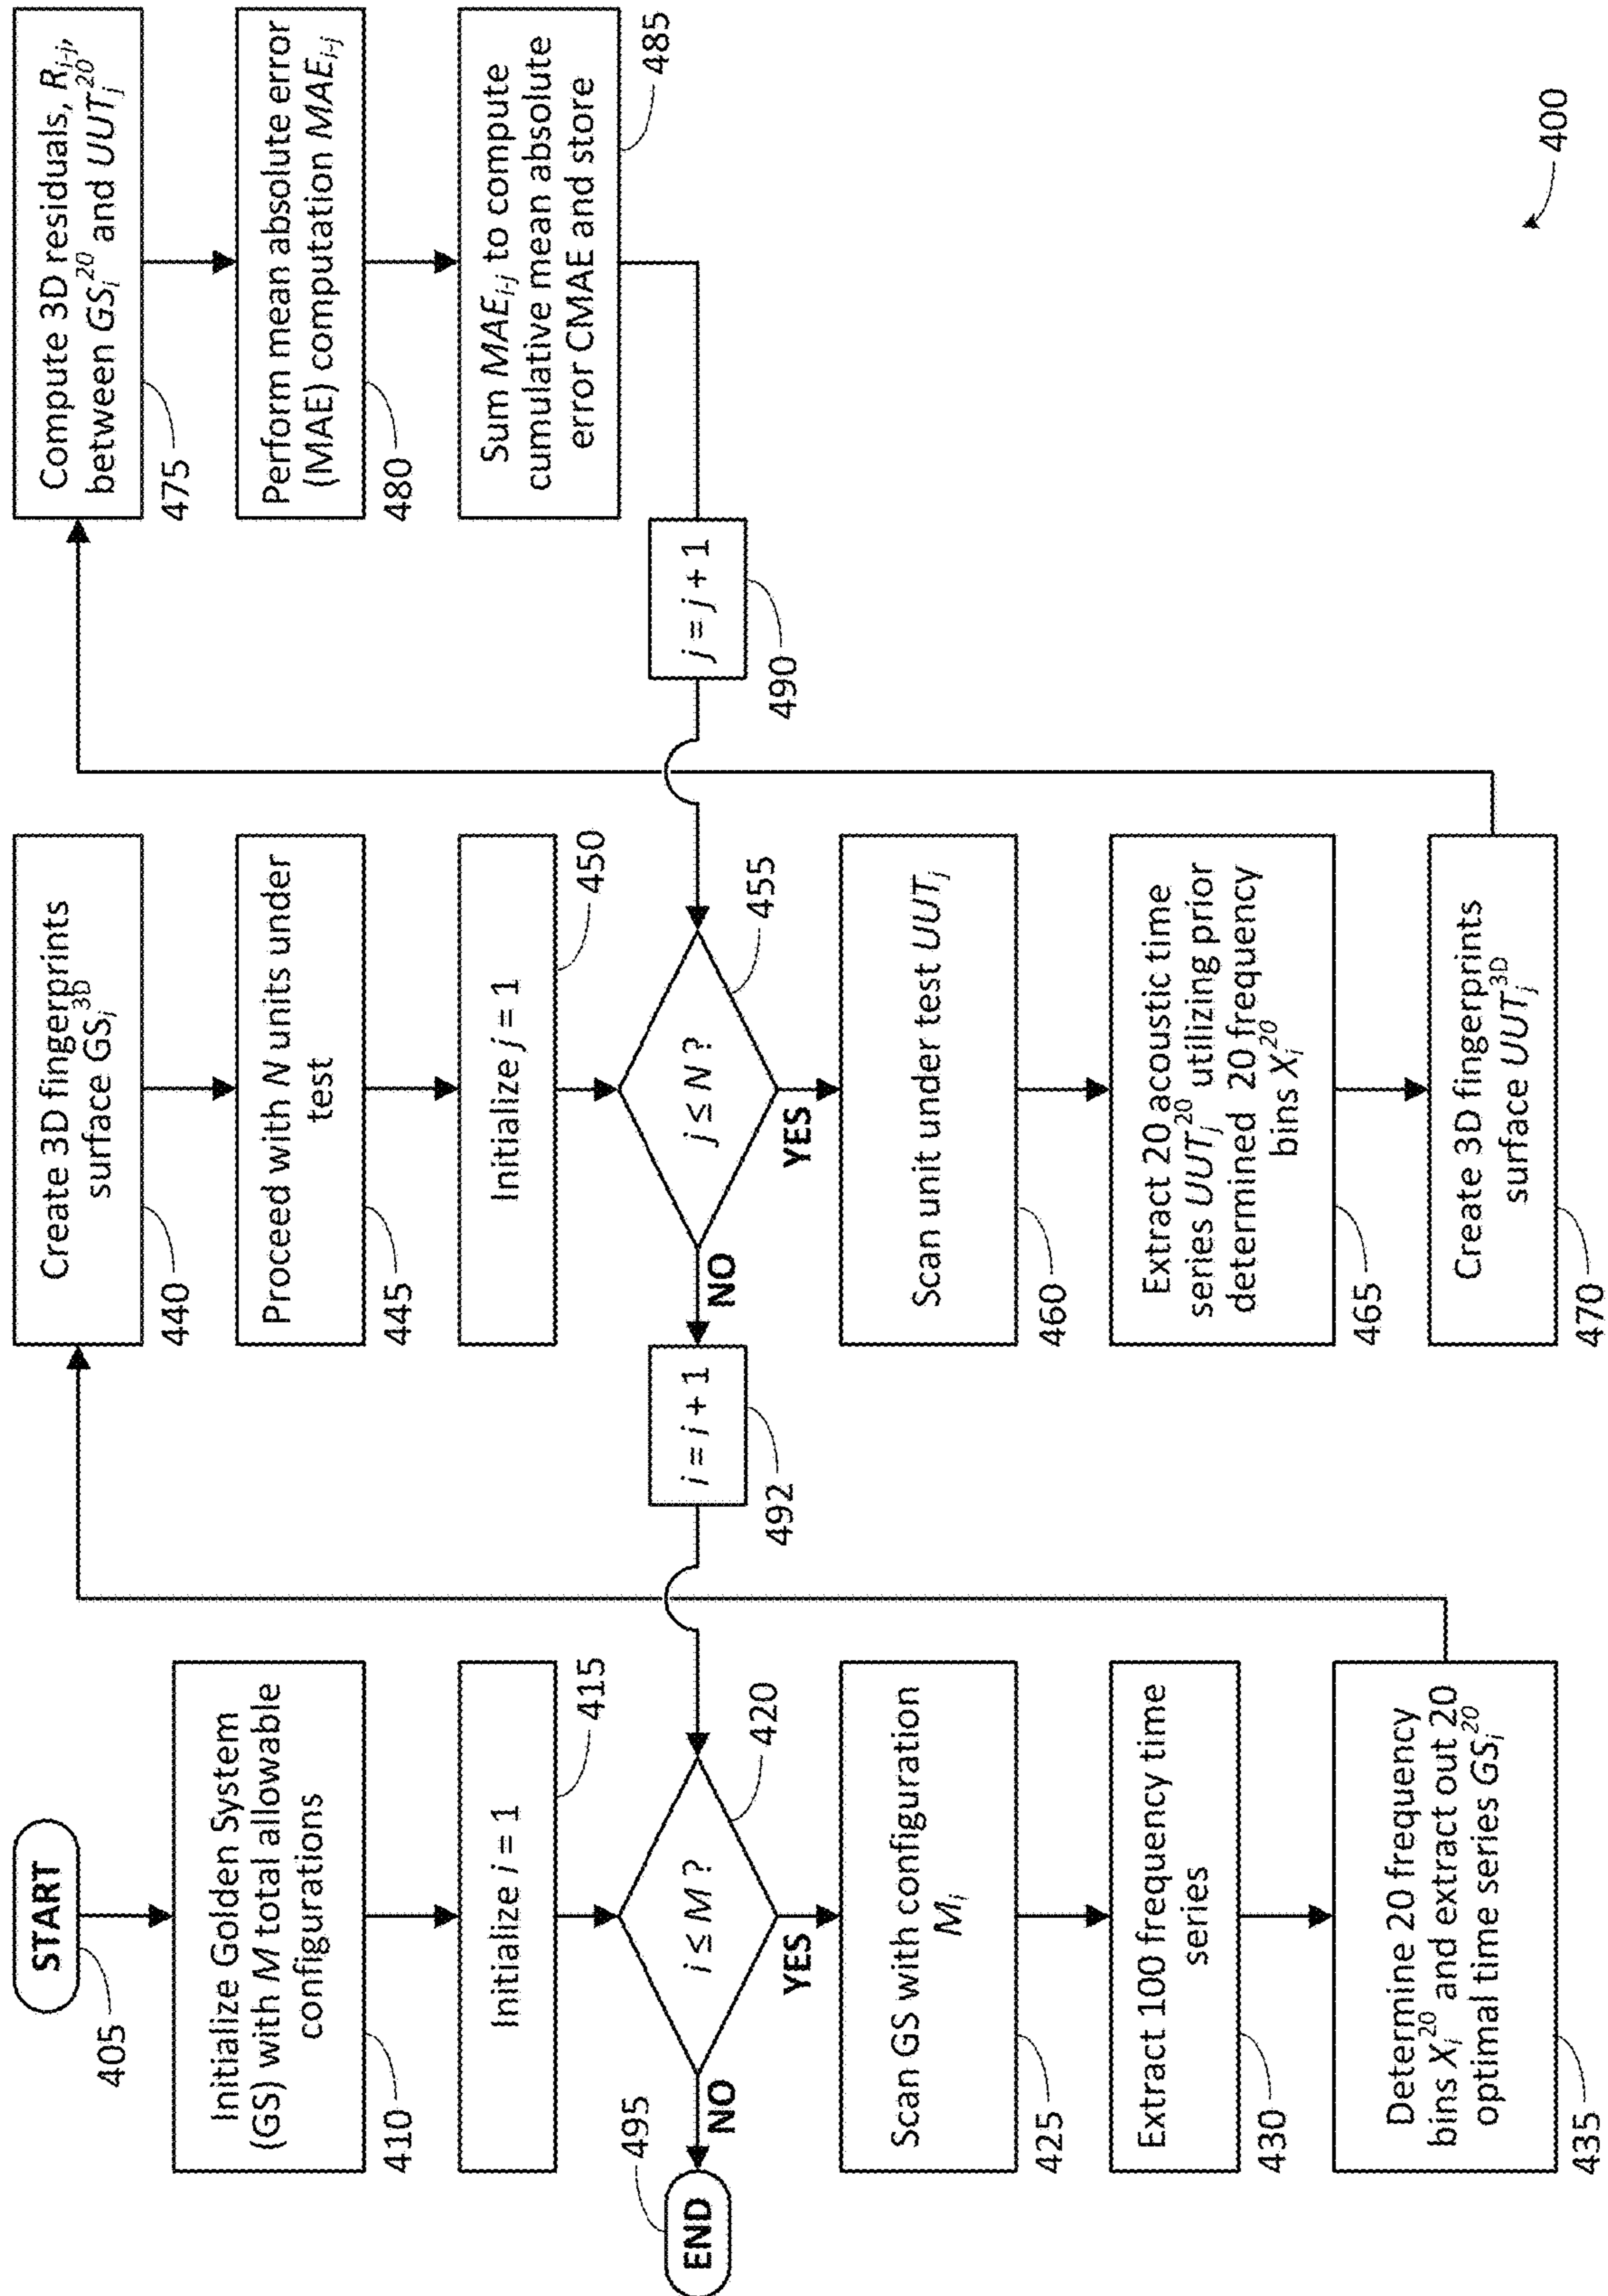 START
405
Initialize Golden System
(GS) with M total allowable
configurations
410
Initialize i = 1
415
i ≤ M ?
420
YES
NO
END
495
Scan GS with configuration
Mᵢ
425
Extract 100 frequency time
series
430
Determine 20 frequency
bins Xᵢ²⁰ and extract out 20
optimal time series GSᵢ²⁰
435
Create 3D fingerprints
surface GSᵢ³ᴰ
440
Proceed with N units under
test
445
Initialize j = 1
450
j ≤ N ?
455
YES
NO
i = i + 1
492
Scan unit under test UUTⱼ
460
Extract 20 acoustic time
series UUTⱼ²⁰ utilizing prior
determined 20 frequency
bins Xᵢ²⁰
465
Create 3D fingerprints
surface UUTⱼ³ᴰ
470
Compute 3D residuals, Rᵢ₋ⱼ,
between GSᵢ²⁰ and UUTⱼ²⁰
475
Perform mean absolute error
(MAE) computation MAEᵢ₋ⱼ
480
Sum MAEᵢ₋ⱼ to compute
cumulative mean absolute
error CMAE and store
485
j = j + 1
490
400